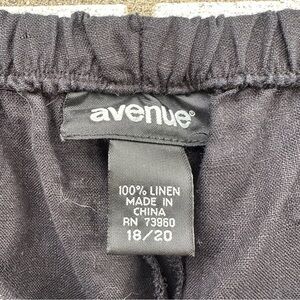 avenue®
100% LINEN
MADE IN
CHINA
RN 73960
18/20